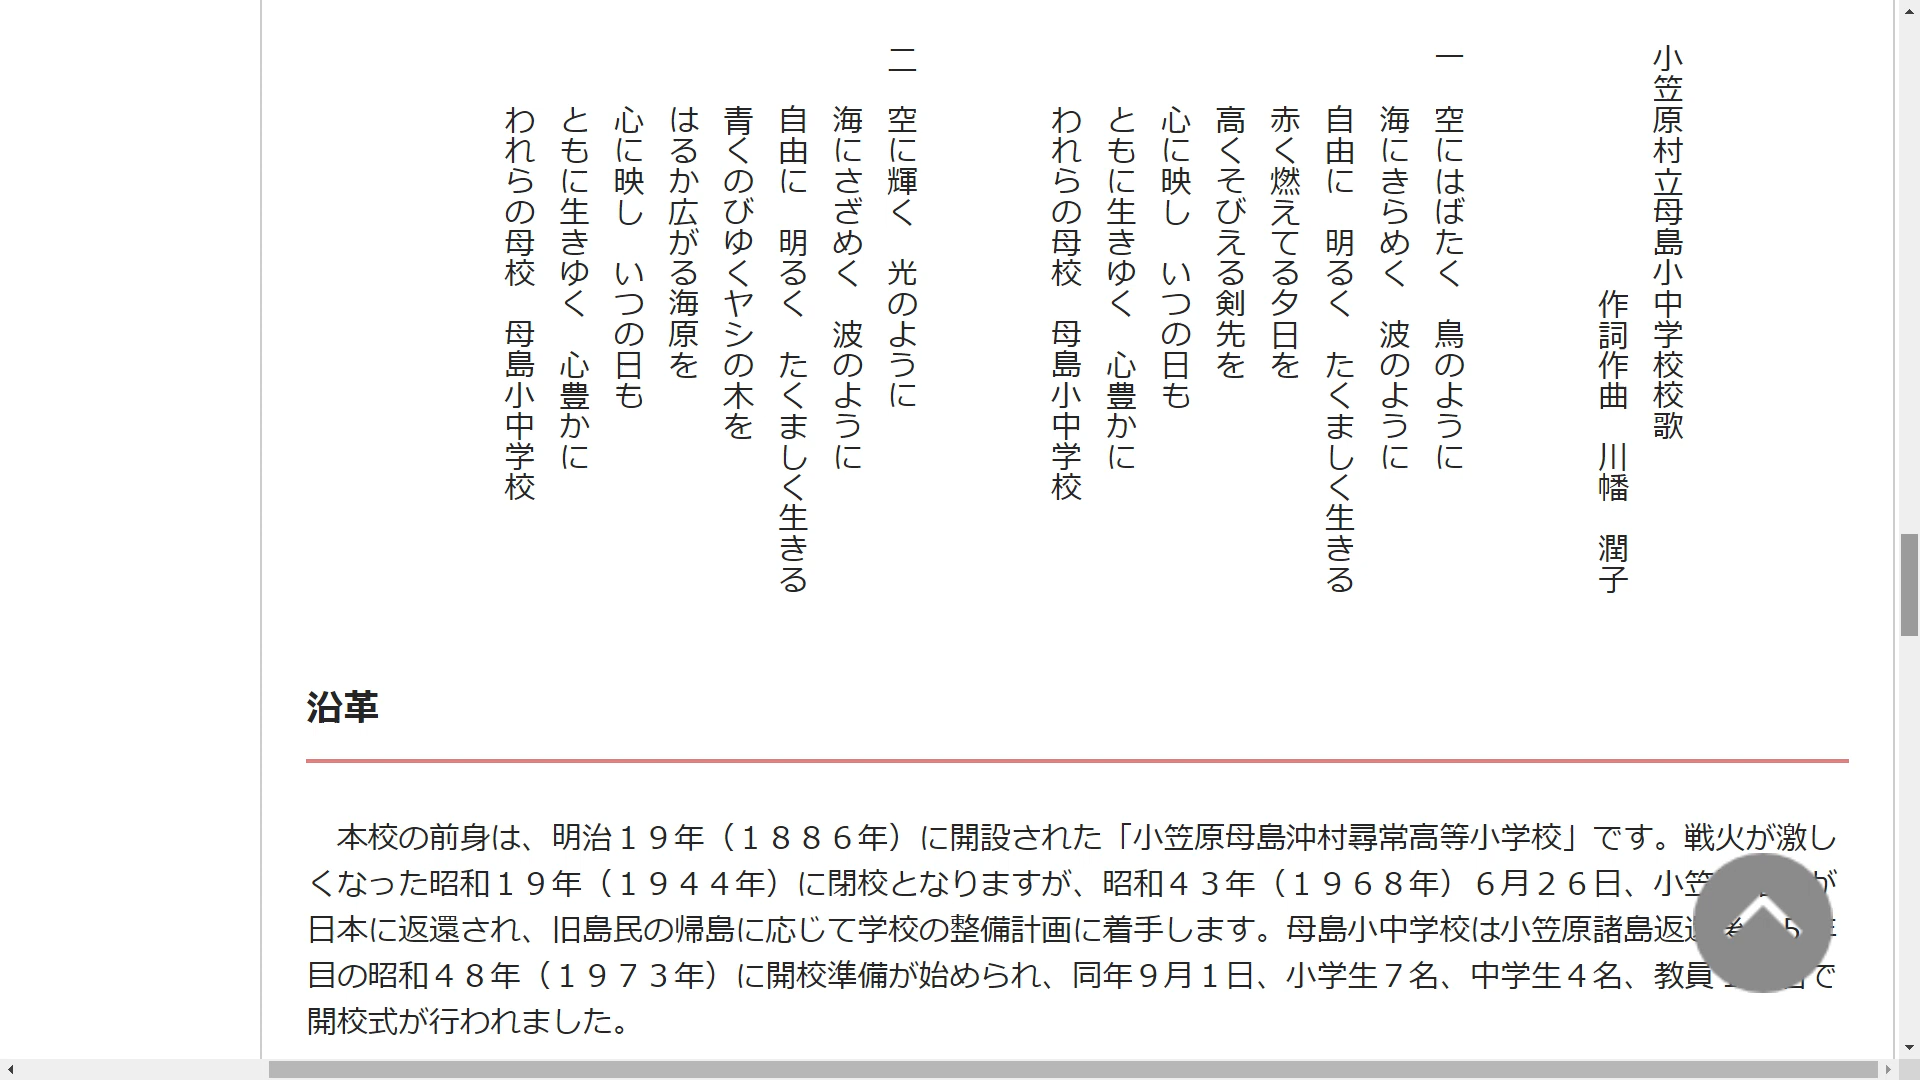 小笠原村立母島小中学校校歌
作詞作曲　川幡　潤子
一　空にはばたく　鳥のように
海にきらめく　波のように
自由に　明るく　たくましく生きる
赤く燃えてる夕日を
高くそびえる剣先を
心に映し　いつの日も
ともに生きゆく　心豊かに
われらの母校　母島小中学校
二　空に輝く　光のように
海にさざめく　波のように
自由に　明るく　たくましく生きる
青くのびゆくヤシの木を
はるか広がる海原を
心に映し　いつの日も
ともに生きゆく　心豊かに
われらの母校　母島小中学校
沿革
　本校の前身は、明治１９年（１８８６年）に開設された「小笠原母島沖村尋常高等小学校」です。戦火が激し
くなった昭和１９年（１９４４年）に閉校となりますが、昭和４３年（１９６８年）６月２６日、小笠が
日本に返還され、旧島民の帰島に応じて学校の整備計画に着手します。母島小中学校は小笠原諸島返還後５年
目の昭和４８年（１９７３年）に開校準備が始められ、同年９月１日、小学生７名、中学生４名、教員で
開校式が行われました。